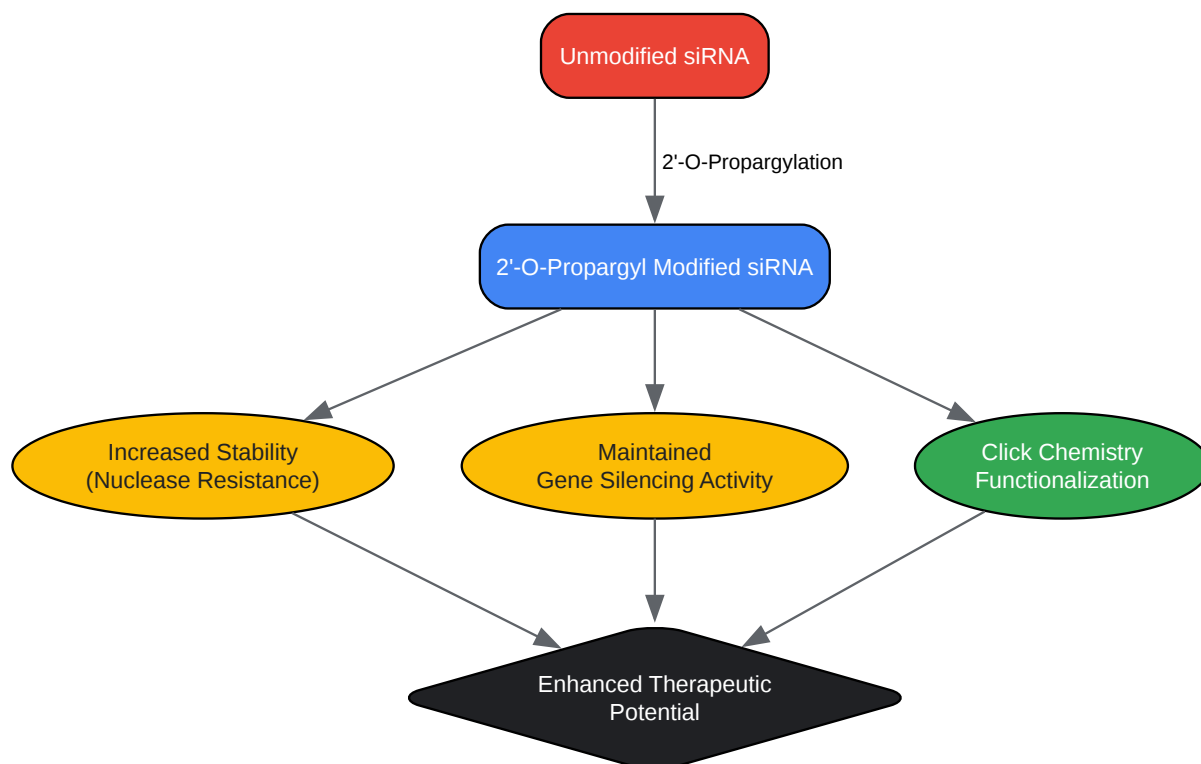 Unmodified siRNA
2'-O-Propargylation
2'-O-Propargyl Modified siRNA
Increased Stability
(Nuclease Resistance)
Maintained
Gene Silencing Activity
Click Chemistry
Functionalization
Enhanced Therapeutic
Potential